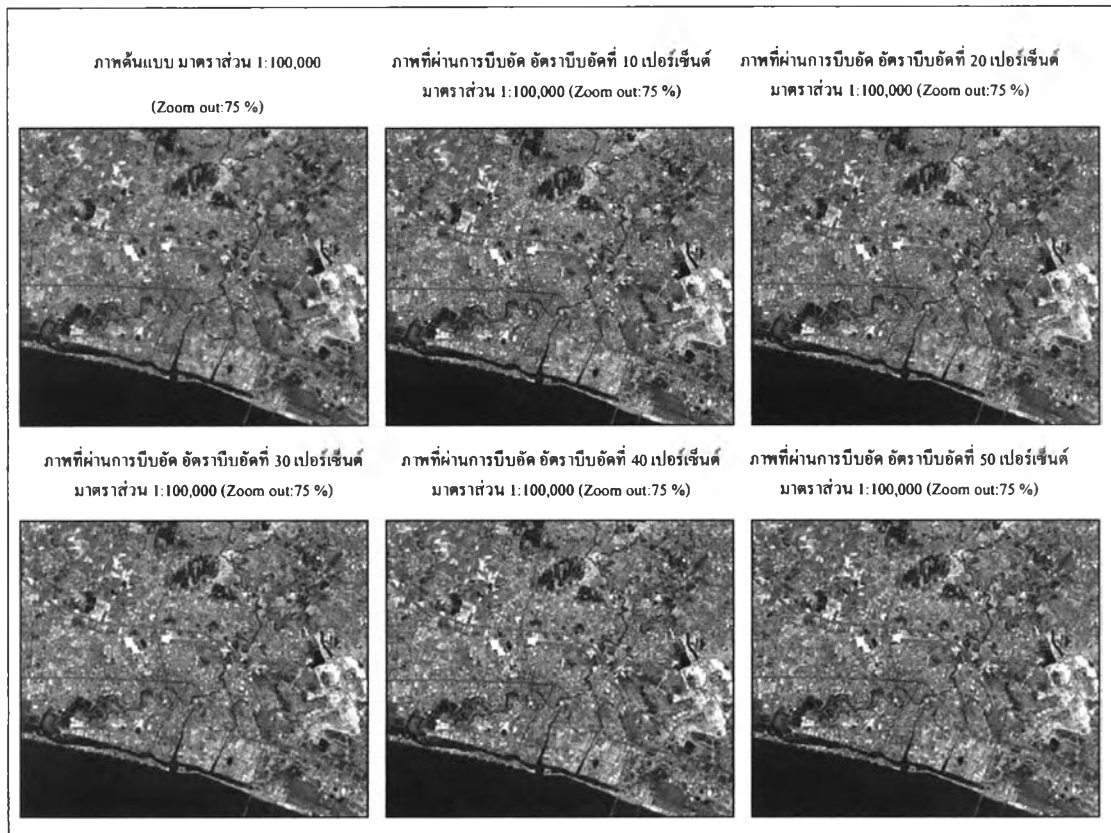 ภาพต้นแบบ มาตราส่วน 1:100,000
(Zoom out:75 %)
ภาพที่ผ่านการบีบอัด อัตราบีบอัดที่ 10 เปอร์เซ็นต์
มาตราส่วน 1:100,000 (Zoom out:75 %)
ภาพที่ผ่านการบีบอัด อัตราบีบอัดที่ 20 เปอร์เซ็นต์
มาตราส่วน 1:100,000 (Zoom out:75 %)
ภาพที่ผ่านการบีบอัด อัตราบีบอัดที่ 30 เปอร์เซ็นต์
มาตราส่วน 1:100,000 (Zoom out:75 %)
ภาพที่ผ่านการบีบอัด อัตราบีบอัดที่ 40 เปอร์เซ็นต์
มาตราส่วน 1:100,000 (Zoom out:75 %)
ภาพที่ผ่านการบีบอัด อัตราบีบอัดที่ 50 เปอร์เซ็นต์
มาตราส่วน 1:100,000 (Zoom out:75 %)